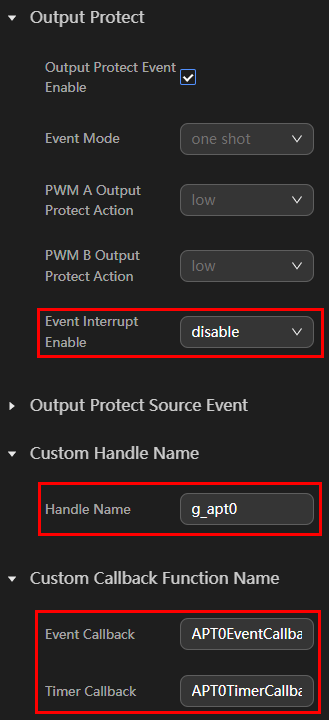 Output Protect
Output Protect Event
Enable
Event Mode
one shot
PWM A Output
Protect Action
low
PWM B Output
Protect Action
low
Event Interrupt
Enable
disable
Output Protect Source Event
Custom Handle Name
Handle Name
g_apt0
Custom Callback Function Name
Event Callback
APT0EventCallba
Timer Callback
APT0TimerCallba